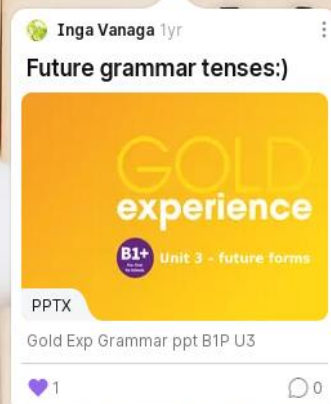 Inga Vanaga 1yr
Future grammar tenses:)
GOLD
experience
B1+
Unit 3 - future forms
PPTX
Gold Exp Grammar ppt B1P U3
1
0